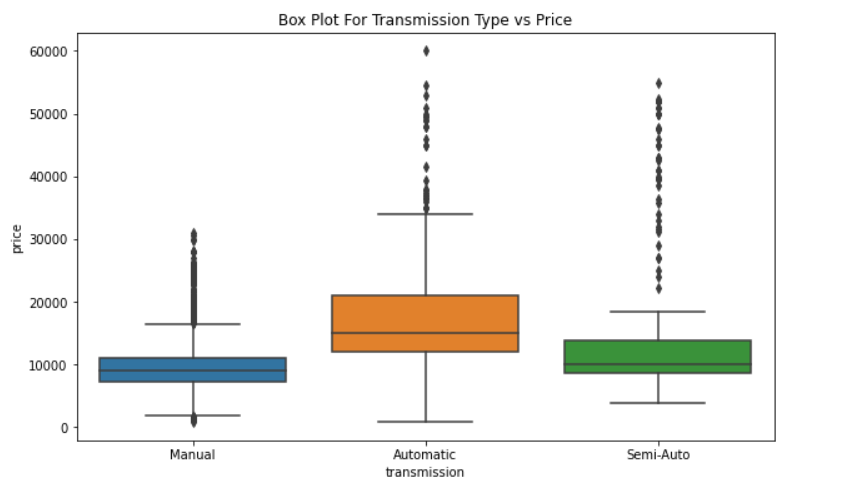 Box Plot For Transmission Type vs Price
60000
50000
40000
30000
20000
10000
0
price
Manual
Automatic
Semi-Auto
transmission